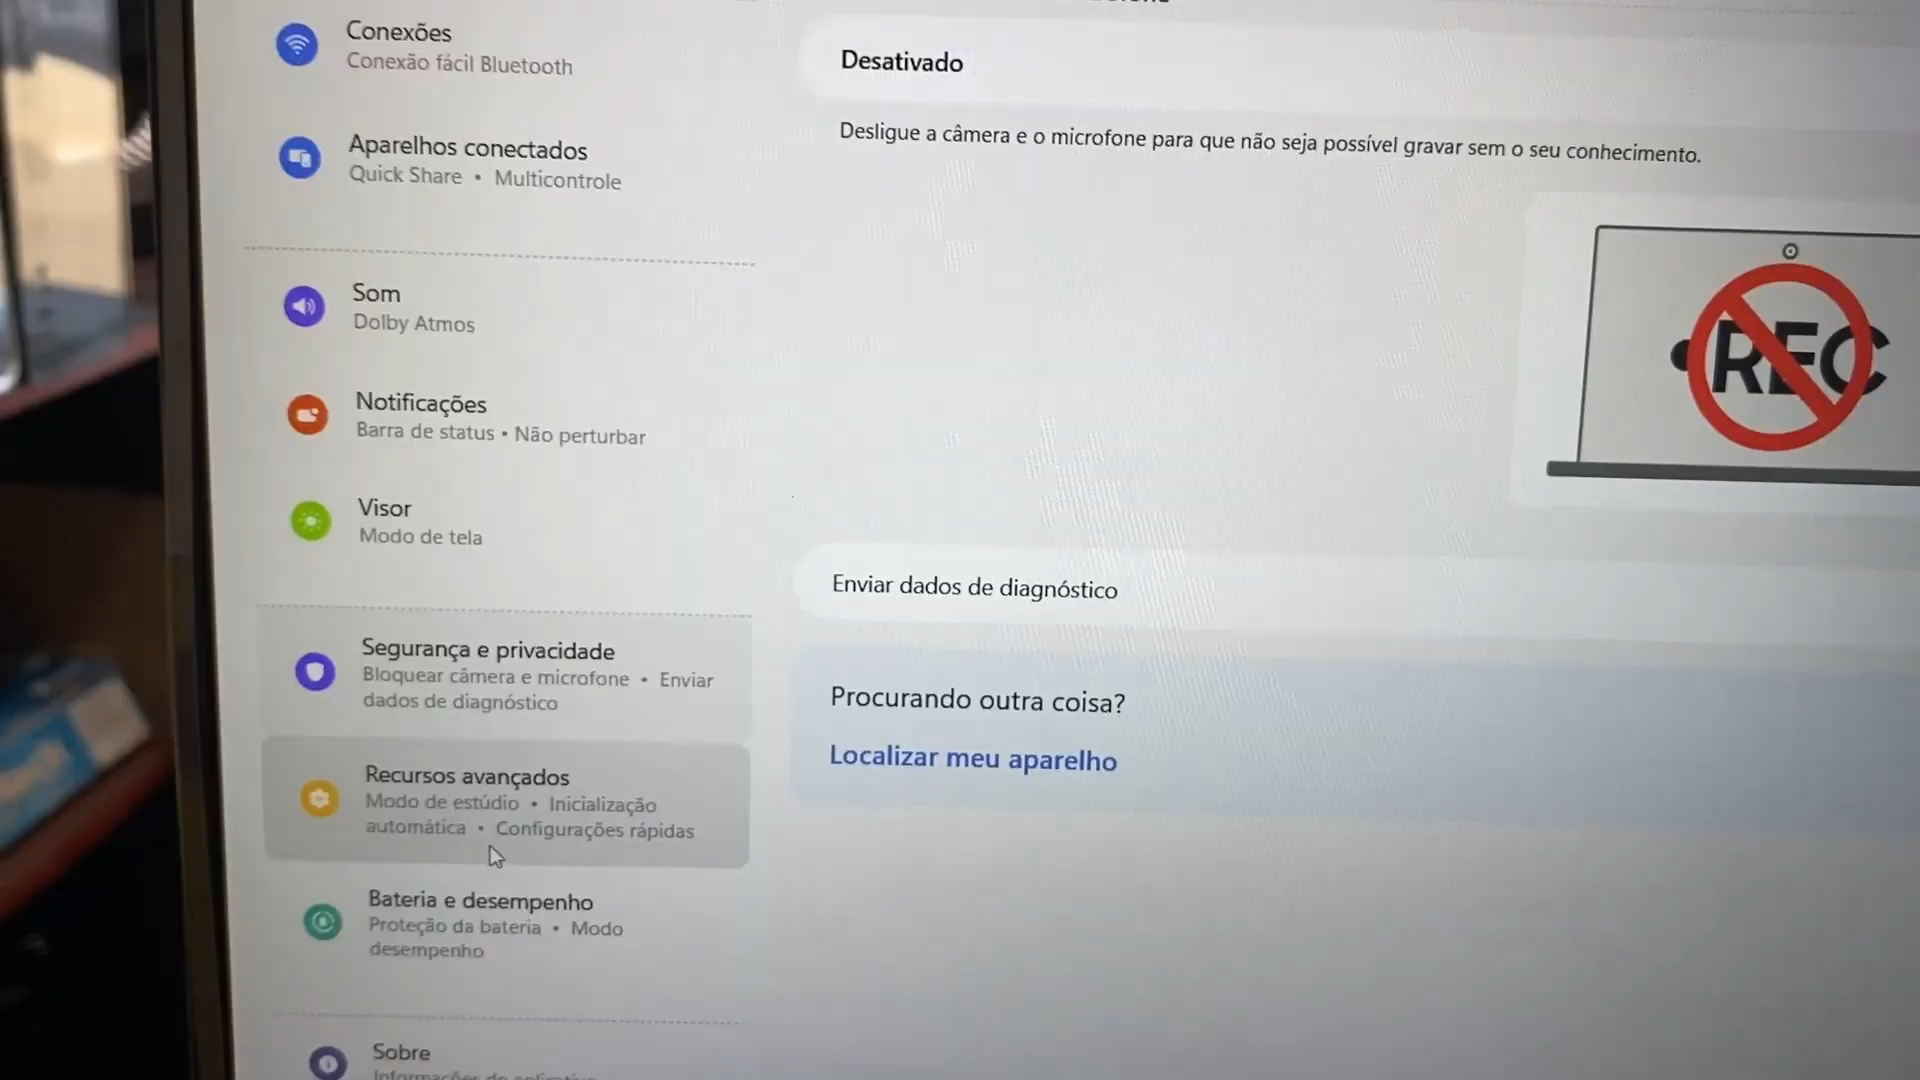 Conexões
Conexão fácil Bluetooth
Aparelhos conectados
Quick Share • Multicontrole
Som
Dolby Atmos
Notificações
Barra de status • Não perturbar
Visor
Modo de tela
Segurança e privacidade
Bloquear câmera e microfone • Enviar
dados de diagnóstico
Recursos avançados
Modo de estúdio • Inicialização
automática • Configurações rápidas
Bateria e desempenho
Proteção da bateria • Modo
desempenho
Sobre
Desativado
Desligue a câmera e o microfone para que não seja possível gravar sem o seu conhecimento.
REC
Enviar dados de diagnóstico
Procurando outra coisa?
Localizar meu aparelho